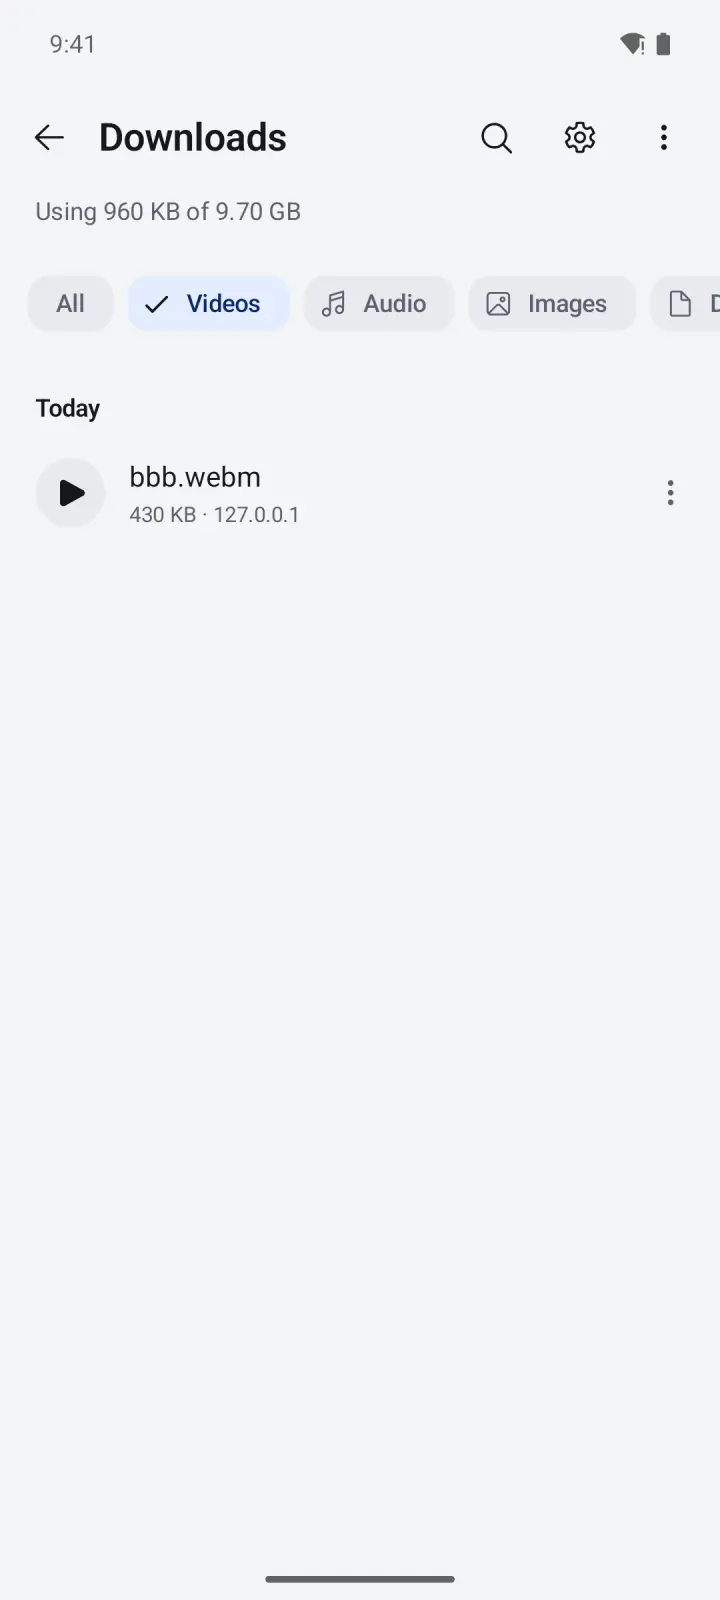 9:41
Downloads
Using 960 KB of 9.70 GB
All
Videos
Audio
Images
Today
bbb.webm
430 KB · 127.0.0.1